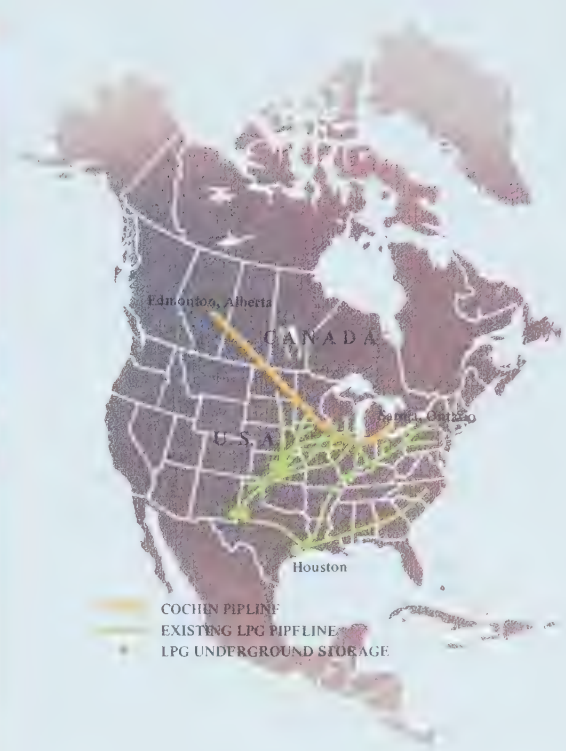 Edmonton, Alberta
CANADA
Sarnia, Ontario
U.S.A
Houston
COCHIN PIPLINE
EXISTING LPG PIPELINE
LPG UNDERGROUND STORAGE